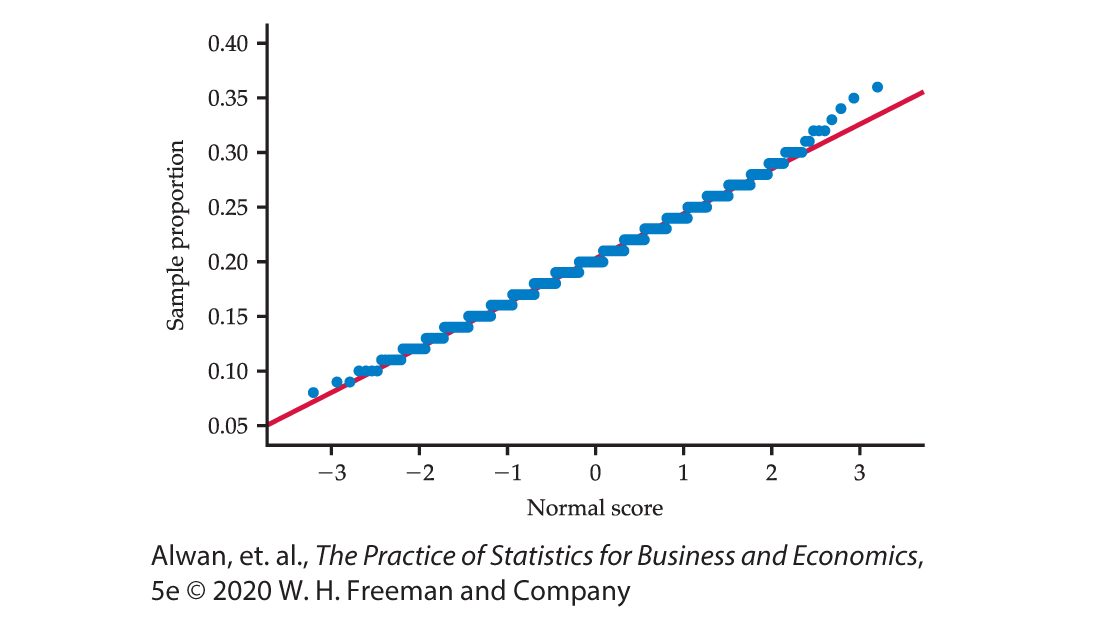 0.40
0.35
0.30
0.25
0.20
0.15
0.10
0.05
Sample proportion
−3 −2 −1 0 1 2 3
Normal score
Alwan, et. al., The Practice of Statistics for Business and Economics,
5e © 2020 W. H. Freeman and Company